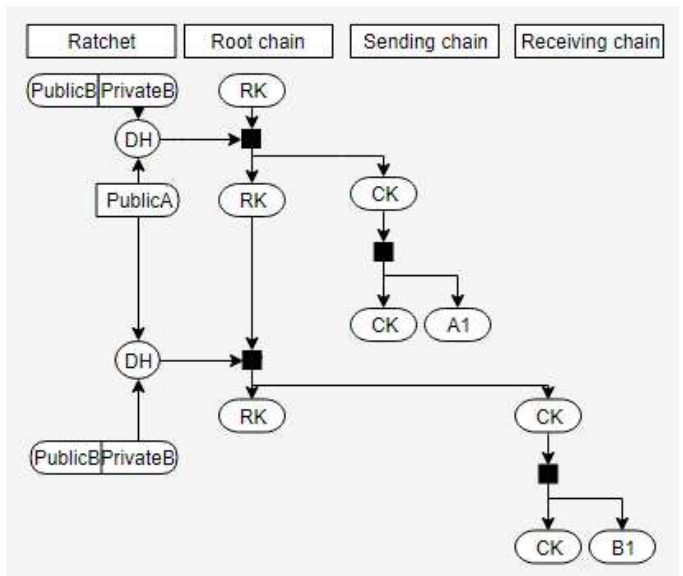 Ratchet Root chain Sending chain Receiving chain
PublicB PrivateB RK
DH
PublicA RK CK
CK A1
DH
RK CK
PublicB PrivateB
CK B1